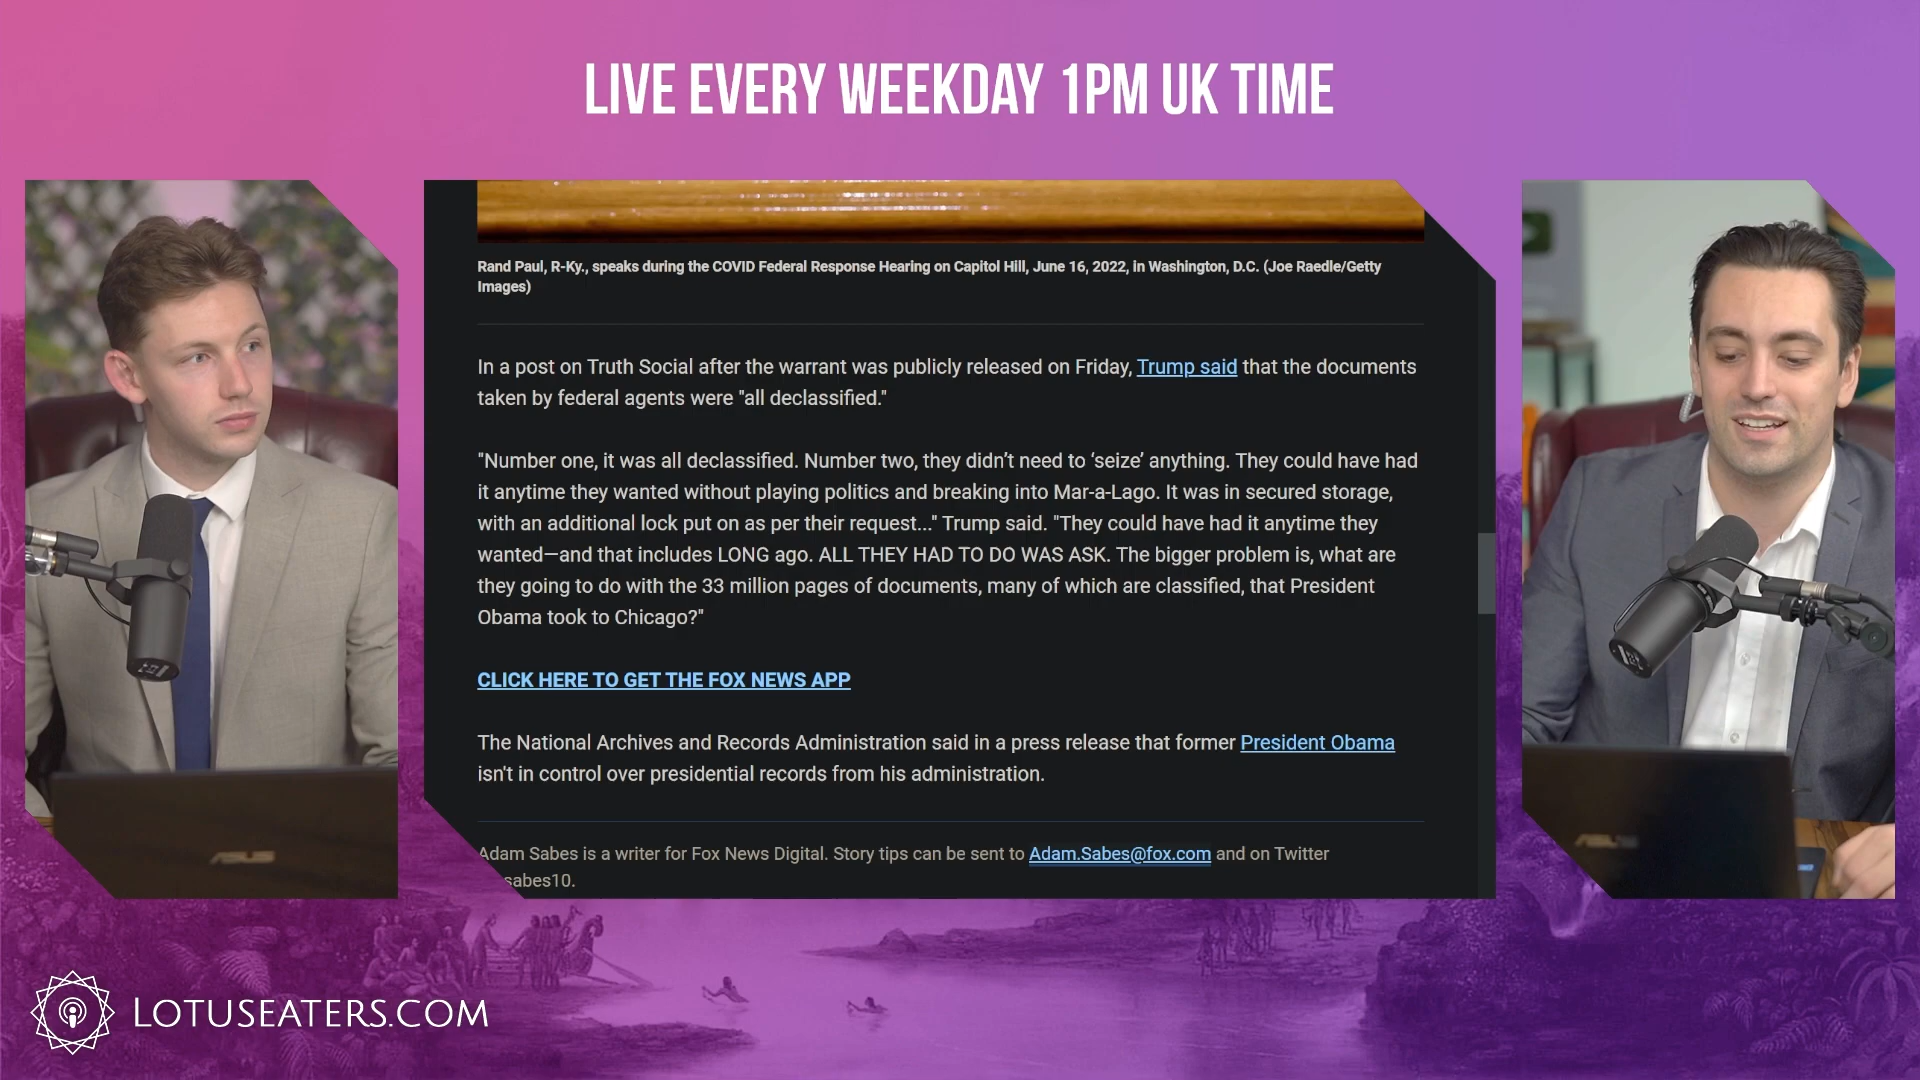 LIVE EVERY WEEKDAY 1PM UK TIME
Rand Paul, R-Ky., speaks during the COVID Federal Response Hearing on Capitol Hill, June 16, 2022, in Washington, D.C. (Joe Raedle/Getty
Images)
In a post on Truth Social after the warrant was publicly released on Friday, Trump said that the documents
taken by federal agents were "all declassified."
"Number one, it was all declassified. Number two, they didn’t need to ‘seize’ anything. They could have had
it anytime they wanted without playing politics and breaking into Mar-a-Lago. It was in secured storage,
with an additional lock put on as per their request..." Trump said. "They could have had it anytime they
wanted—and that includes LONG ago. ALL THEY HAD TO DO WAS ASK. The bigger problem is, what are
they going to do with the 33 million pages of documents, many of which are classified, that President
Obama took to Chicago?"
CLICK HERE TO GET THE FOX NEWS APP
The National Archives and Records Administration said in a press release that former President Obama
isn't in control over presidential records from his administration.
Adam Sabes is a writer for Fox News Digital. Story tips can be sent to Adam.Sabes@fox.com and on Twitter
sabes10.
ASUS
LOTUSEATERS.COM